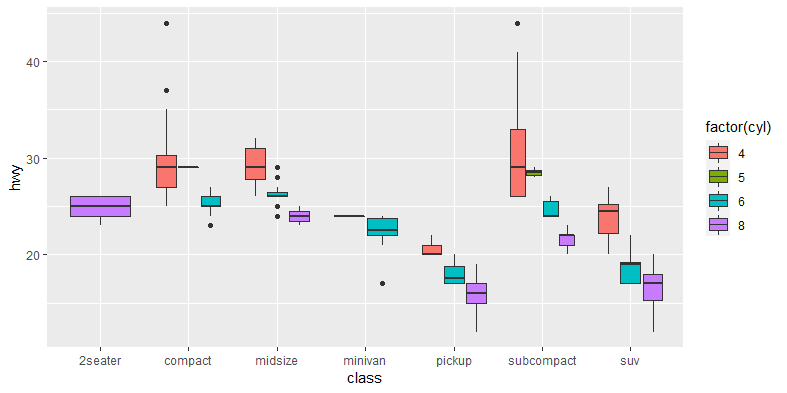 hwy
40
30
20
2seater compact midsize minivan pickup subcompact suv
class
factor(cyl)
4
5
6
8